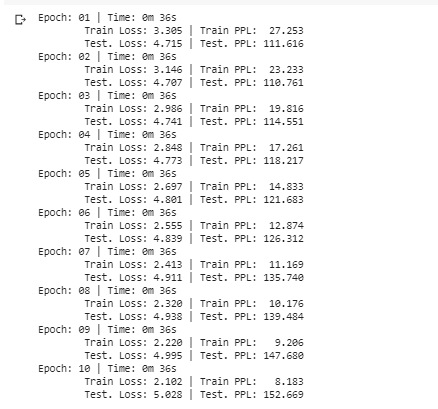 Epoch: 01 | Time: 0m 36s
Train Loss: 3.305 | Train PPL: 27.253
Test. Loss: 4.715 | Test. PPL: 111.616
Epoch: 02 | Time: 0m 36s
Train Loss: 3.146 | Train PPL: 23.233
Test. Loss: 4.707 | Test. PPL: 110.761
Epoch: 03 | Time: 0m 36s
Train Loss: 2.986 | Train PPL: 19.816
Test. Loss: 4.741 | Test. PPL: 114.551
Epoch: 04 | Time: 0m 36s
Train Loss: 2.848 | Train PPL: 17.261
Test. Loss: 4.773 | Test. PPL: 118.217
Epoch: 05 | Time: 0m 36s
Train Loss: 2.697 | Train PPL: 14.833
Test. Loss: 4.801 | Test. PPL: 121.683
Epoch: 06 | Time: 0m 36s
Train Loss: 2.555 | Train PPL: 12.874
Test. Loss: 4.839 | Test. PPL: 126.312
Epoch: 07 | Time: 0m 36s
Train Loss: 2.413 | Train PPL: 11.169
Test. Loss: 4.911 | Test. PPL: 135.740
Epoch: 08 | Time: 0m 36s
Train Loss: 2.320 | Train PPL: 10.176
Test. Loss: 4.938 | Test. PPL: 139.484
Epoch: 09 | Time: 0m 36s
Train Loss: 2.220 | Train PPL: 9.206
Test. Loss: 4.995 | Test. PPL: 147.680
Epoch: 10 | Time: 0m 36s
Train Loss: 2.102 | Train PPL: 8.183
Test. Loss: 5.028 | Test. PPL: 152.669